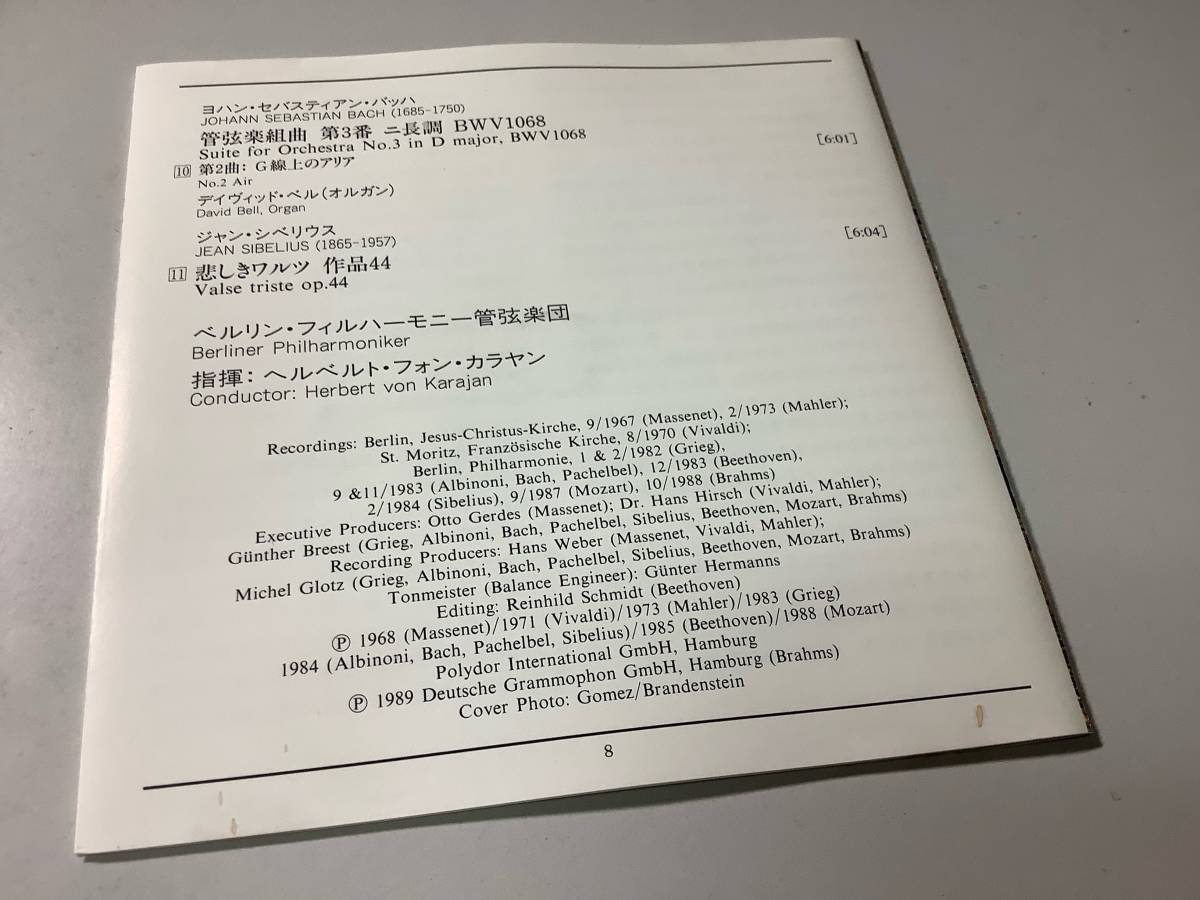 ヨハン・セバスティアン・バッハ
JOHANN SEBASTIAN BACH (1685-1750)
管弦楽組曲 第3番 ニ長調 BWV1068
Suite for Orchestra No.3 in D major, BWV1068
10 第2曲: G線上のアリア [6:01]
No.2 Air
デイヴィッド・ベル(オルガン)
David Bell, Organ
ジャン・シベリウス
JEAN SIBELIUS (1865-1957)
11 悲しきワルツ 作品44 [6:04]
Valse triste op.44
ベルリン・フィルハーモニー管弦楽団
Berliner Philharmoniker
指揮: ヘルベルト・フォン・カラヤン
Conductor: Herbert von Karajan
Recordings: Berlin, Jesus-Christus-Kirche, 9/1967 (Massenet), 2/1973 (Mahler);
St. Moritz, Französische Kirche, 8/1970 (Vivaldi);
Berlin, Philharmonie, 1 & 2/1982 (Grieg),
9 &11/1983 (Albinoni, Bach, Pachelbel), 12/1983 (Beethoven),
2/1984 (Sibelius), 9/1987 (Mozart), 10/1988 (Brahms)
Executive Producers: Otto Gerdes (Massenet); Dr. Hans Hirsch (Vivaldi, Mahler);
Günther Breest (Grieg, Albinoni, Bach, Pachelbel, Sibelius, Beethoven, Mozart, Brahms)
Recording Producers: Hans Weber (Massenet, Vivaldi, Mahler);
Michel Glotz (Grieg, Albinoni, Bach, Pachelbel, Sibelius, Beethoven, Mozart, Brahms)
Tonmeister (Balance Engineer): Günter Hermanns
Editing: Reinhild Schmidt (Beethoven)
Ⓟ 1968 (Massenet)/1971 (Vivaldi)/1973 (Mahler)/1983 (Grieg)
1984 (Albinoni, Bach, Pachelbel, Sibelius)/1985 (Beethoven)/1988 (Mozart)
Polydor International GmbH, Hamburg
Ⓟ 1989 Deutsche Grammophon GmbH, Hamburg (Brahms)
Cover Photo: Gomez/Brandenstein
8